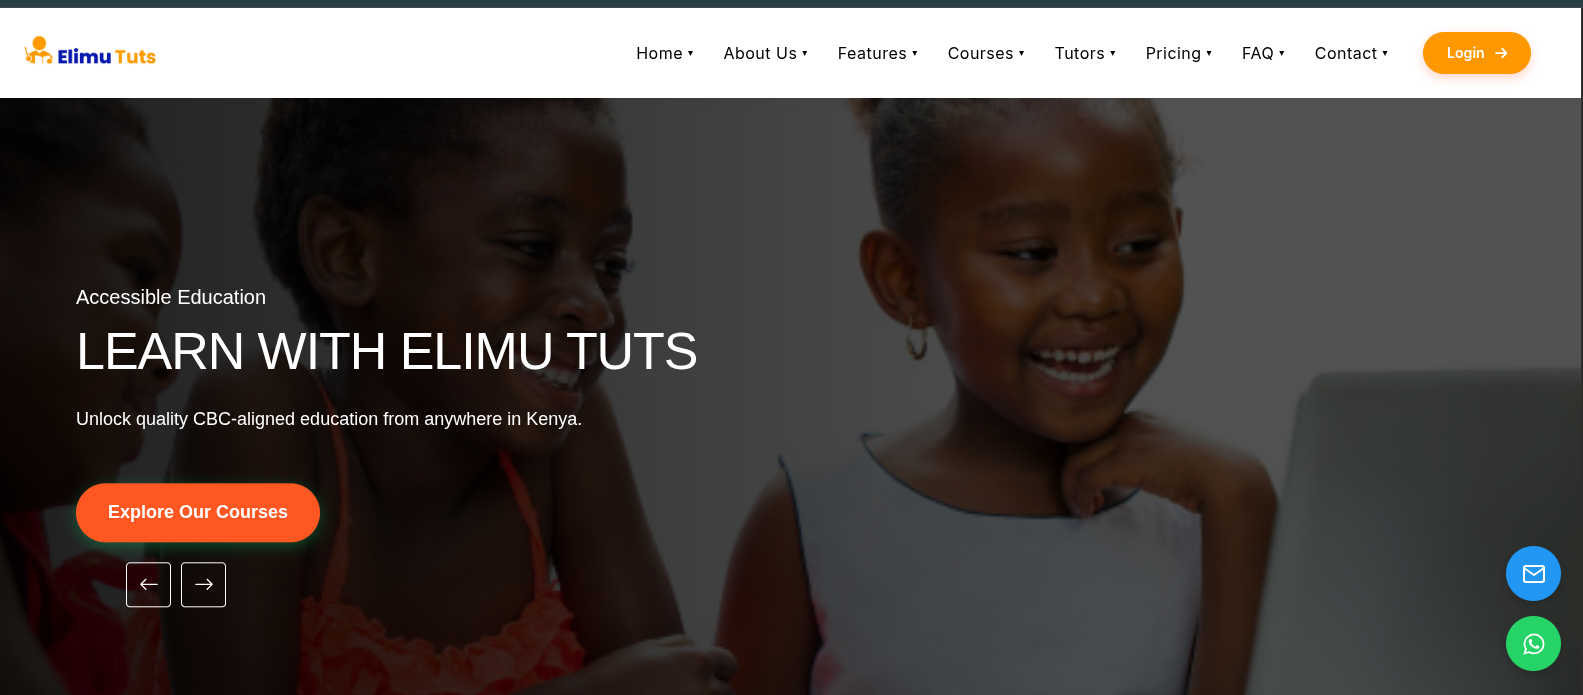 Elimu Tuts
Home ▾ About Us ▾ Features ▾ Courses ▾ Tutors ▾ Pricing ▾ FAQ ▾ Contact ▾ Login →
Accessible Education
LEARN WITH ELIMU TUTS
Unlock quality CBC-aligned education from anywhere in Kenya.
Explore Our Courses